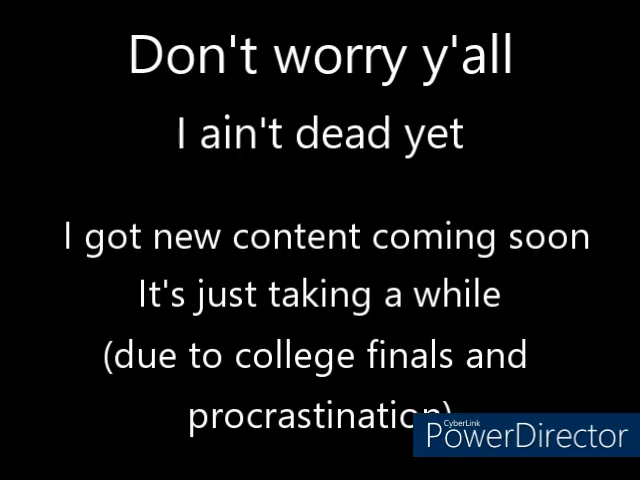 Don't worry y'all
I ain't dead yet
I got new content coming soon
It's just taking a while
(due to college finals and
procrastination)
CyberLink
PowerDirector